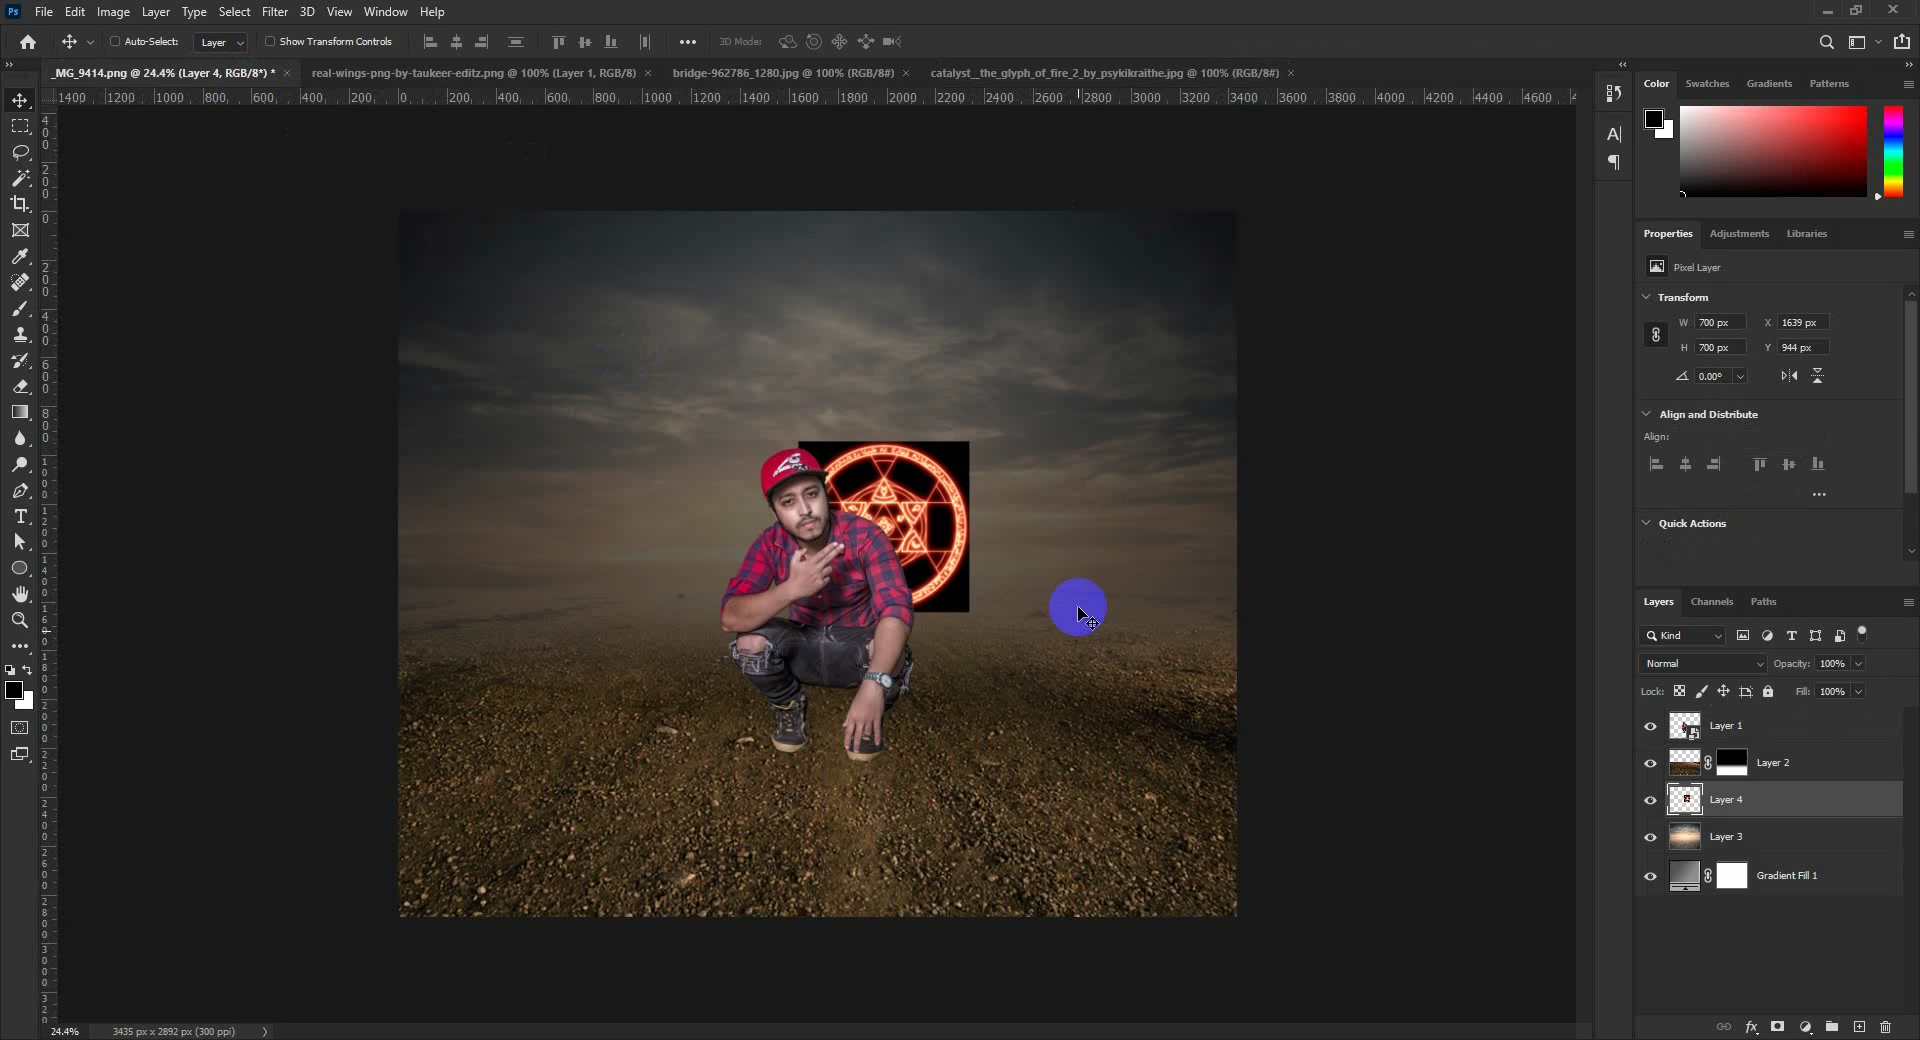 Ps File Edit Image Layer Type Select Filter 3D View Window Help
Auto-Select: Layer Show Transform Controls 3D Mode:
_MG_9414.png @ 24.4% (Layer 4, RGB/8*) * × real-wings-png-by-taukeer-editz.png @ 100% (Layer 1, RGB/8) × bridge-962786_1280.jpg @ 100% (RGB/8#) × catalyst__the_glyph_of_fire_2_by_psykikraithe.jpg @ 100% (RGB/8#) ×
1400 1200 1000 800 600 400 200 0 200 400 600 800 1000 1200 1400 1600 1800 2000 2200 2400 2600 2800 3000 3200 3400 3600 3800 4000 4200 4400 4600
Color Swatches Gradients Patterns
Properties Adjustments Libraries
Pixel Layer
Transform
W 700 px X 1639 px
H 700 px Y 944 px
0.00°
Align and Distribute
Align:
Quick Actions
Layers Channels Paths
Kind
Normal Opacity: 100%
Lock: Fill: 100%
Layer 1
Layer 2
Layer 4
Layer 3
Gradient Fill 1
24.4% 3435 px x 2892 px (300 ppi)